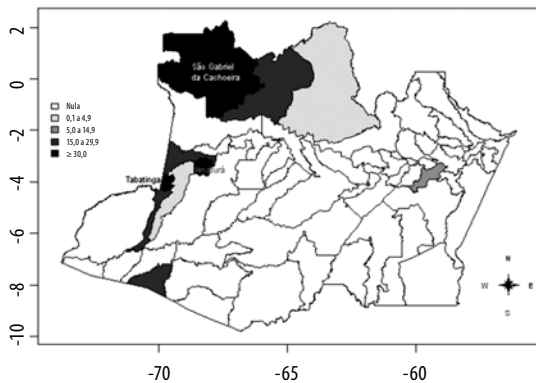 2
0
-2
-4
-6
-8
-10
São Gabriel
da Cachoeira
Nula
0,1 a 4,9
5,0 a 14,9
15,0 a 29,9
≥ 30,0
Tabatinga
N
W
E
S
-70
-65
-60